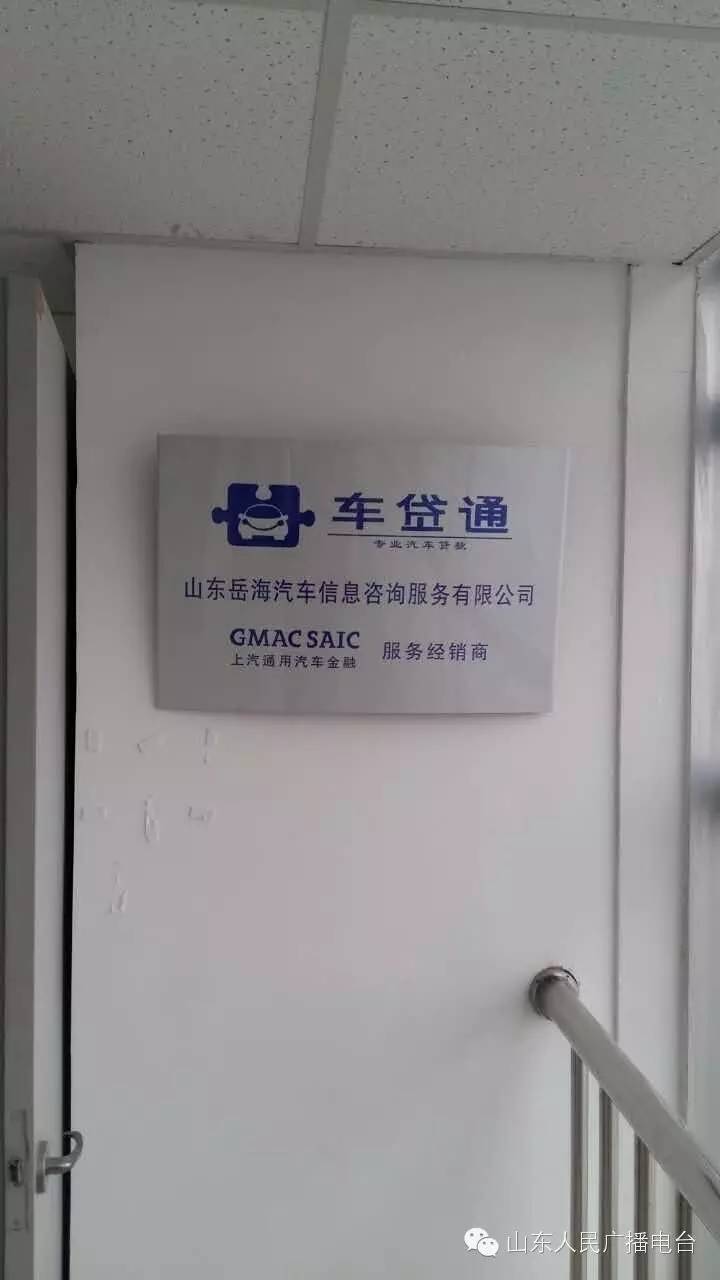 车贷通
专业汽车贷款
山东岳海汽车信息咨询服务有限公司
GMAC SAIC
上汽通用汽车金融
服务经销商
山东人民广播电台